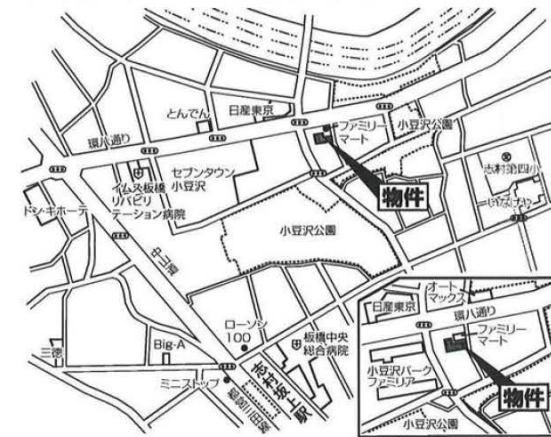 とんでん
日産東京
環八通り
ファミリー
マート
小豆沢公園
志村第四小
いなげや
イムス板橋
リハビリ
テーション病院
セブンタウン
小豆沢
物件
ドン・キホーテ
小豆沢公園
中山道
ローソン
100
板橋中央
総合病院
Big-A
三徳
ミニストップ
志村坂上駅
都営三田線
オート
マックス
日産東京
環八通り
ファミリー
マート
小豆沢パーク
ファミリア
物件
小豆沢公園